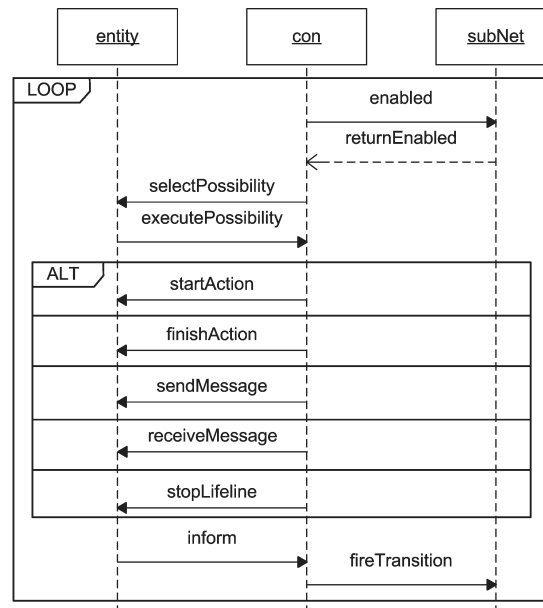 entity
con
subNet
LOOP
enabled
returnEnabled
selectPossibility
executePossibility
ALT
startAction
finishAction
sendMessage
receiveMessage
stopLifeline
inform
fireTransition